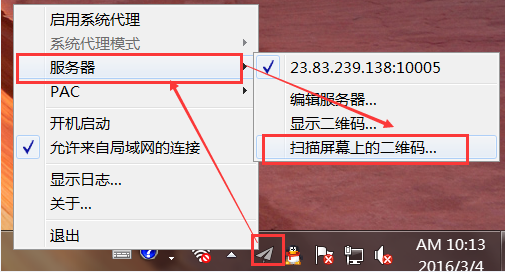 启用系统代理
系统代理模式
服务器
PAC
开机启动
允许来自局域网的连接
显示日志...
关于...
退出
23.83.239.138:10005
编辑服务器...
显示二维码...
扫描屏幕上的二维码...
AM 10:13
2016/3/4